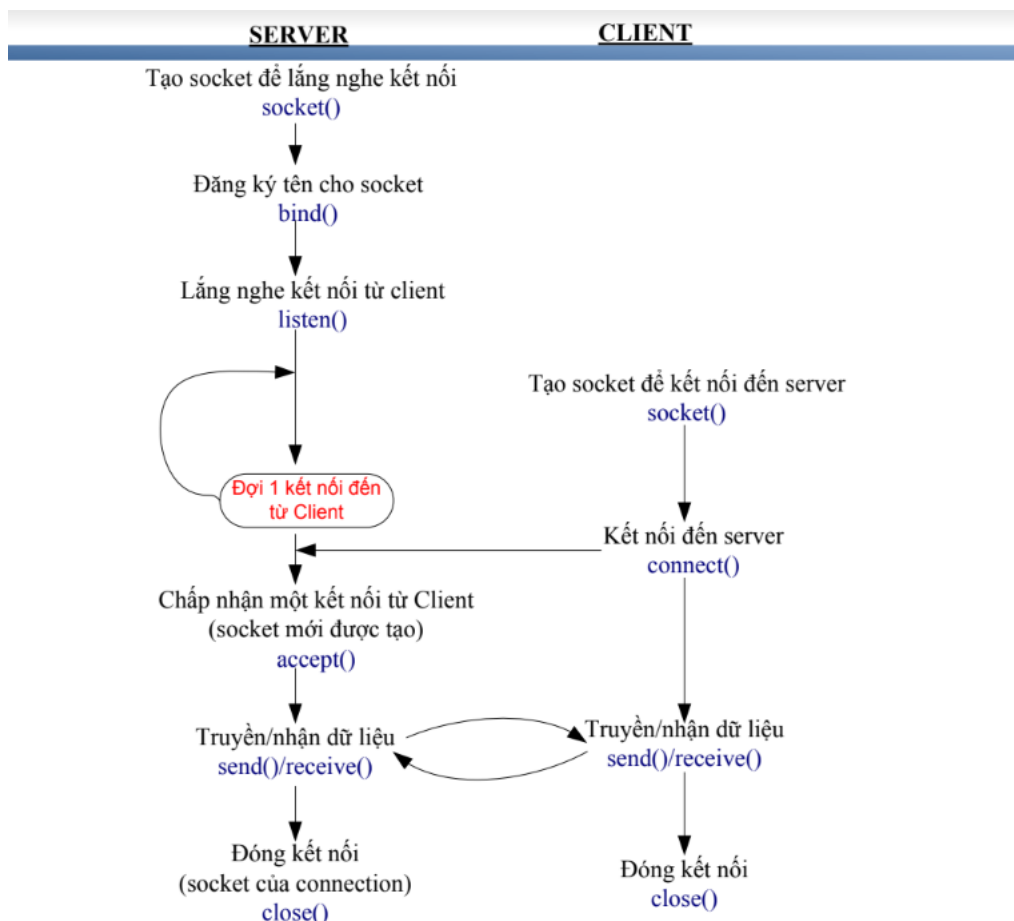 SERVER
CLIENT
Tạo socket để lắng nghe kết nối
socket()
Đăng ký tên cho socket
bind()
Lắng nghe kết nối từ client
listen()
Đợi 1 kết nối đến
từ Client
Chấp nhận một kết nối từ Client
(socket mới được tạo)
accept()
Truyền/nhận dữ liệu
send()/receive()
Đóng kết nối
(socket của connection)
close()
Tạo socket để kết nối đến server
socket()
Kết nối đến server
connect()
Truyền/nhận dữ liệu
send()/receive()
Đóng kết nối
close()